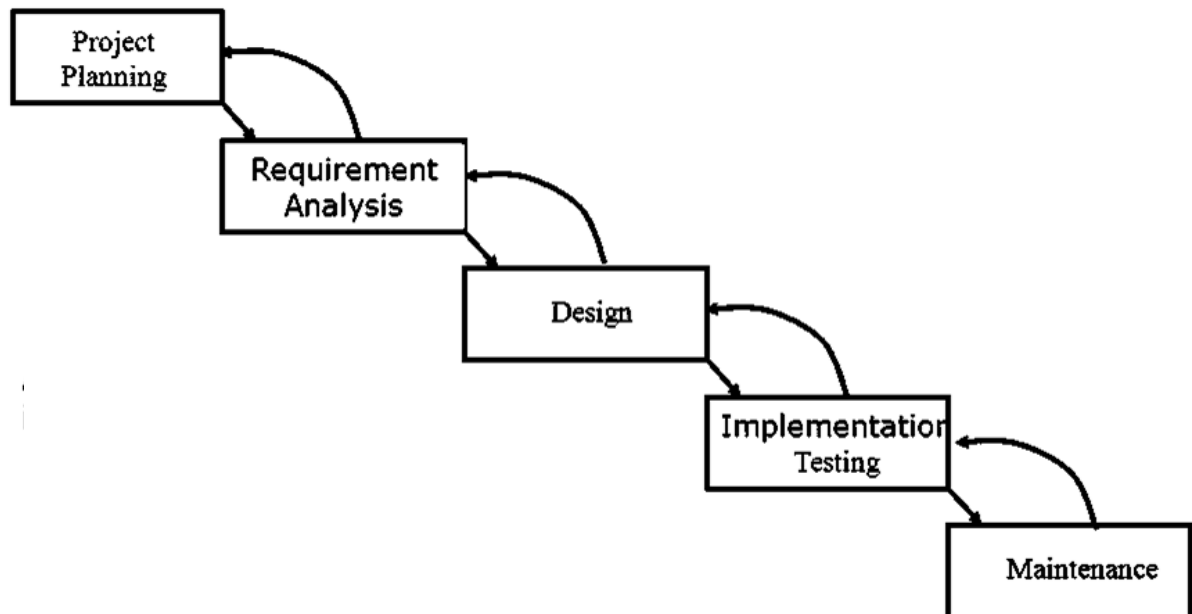 Project
Planning
Requirement
Analysis
Design
Implementation
Testing
Maintenance